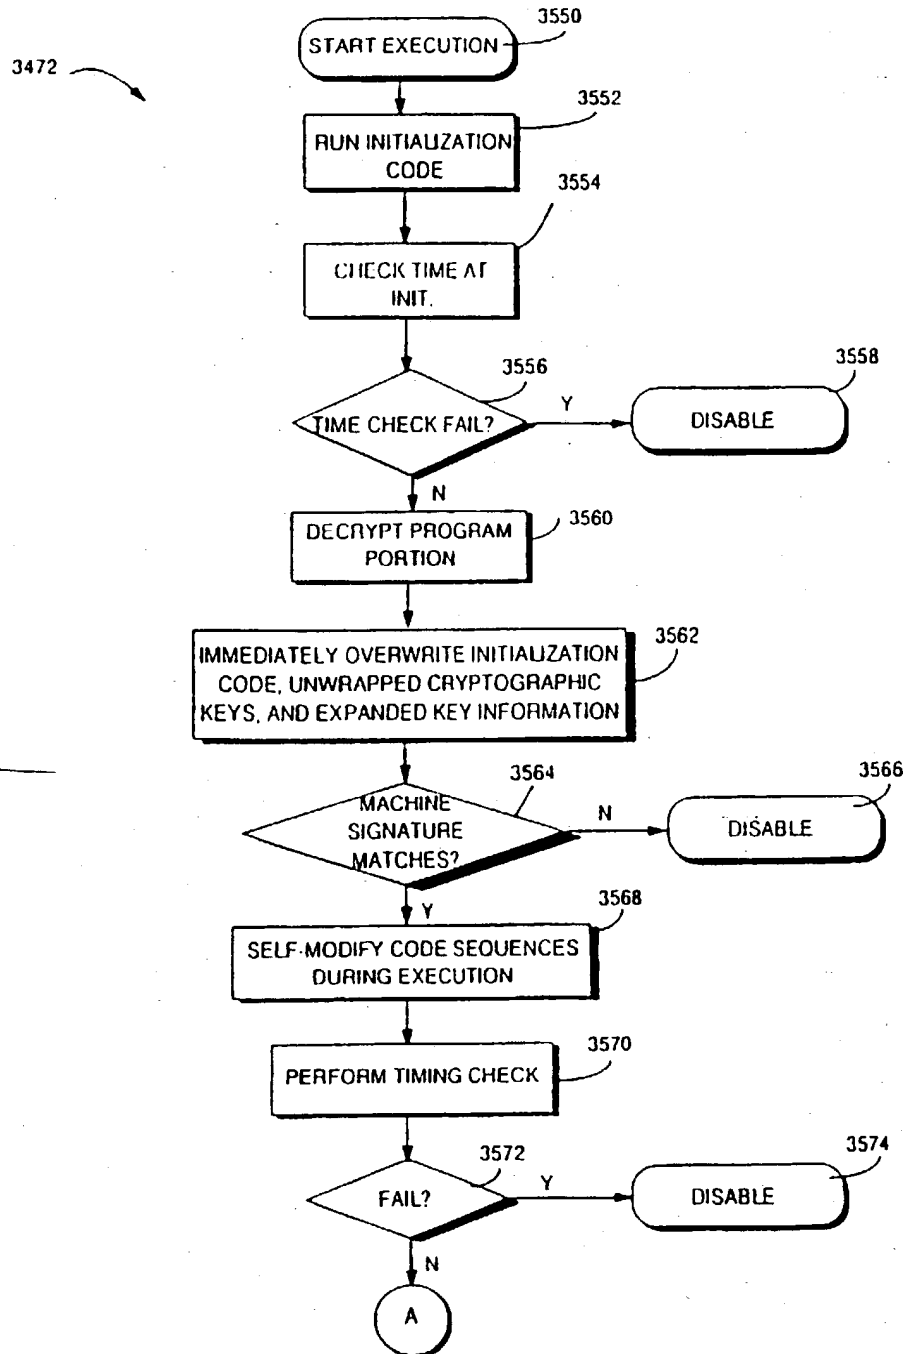 3550
START EXECUTION
3472
3552
RUN INITIALIZATION
CODE
3554
CHECK TIME AT
INIT.
3556
TIME CHECK FAIL?
Y
3558
DISABLE
N
DECRYPT PROGRAM
PORTION
3560
IMMEDIATELY OVERWRITE INITIALIZATION
CODE, UNWRAPPED CRYPTOGRAPHIC
KEYS, AND EXPANDED KEY INFORMATION
3562
3564
MACHINE
SIGNATURE
MATCHES?
N
3566
DISABLE
Y
3568
SELF-MODIFY CODE SEQUENCES
DURING EXECUTION
3570
PERFORM TIMING CHECK
3572
FAIL?
Y
3574
DISABLE
N
A